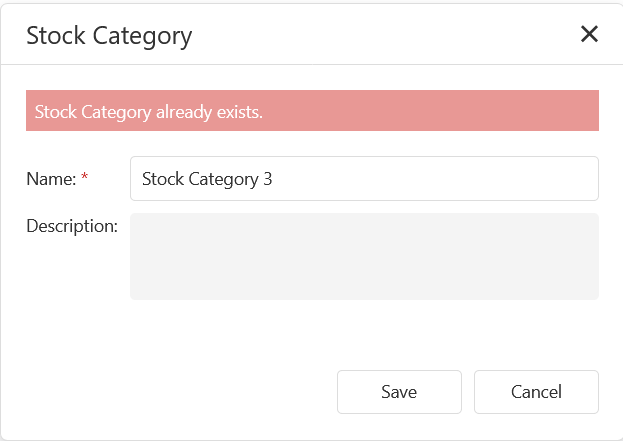 Stock Category
Stock Category already exists.
Name: * Stock Category 3
Description:
Save Cancel